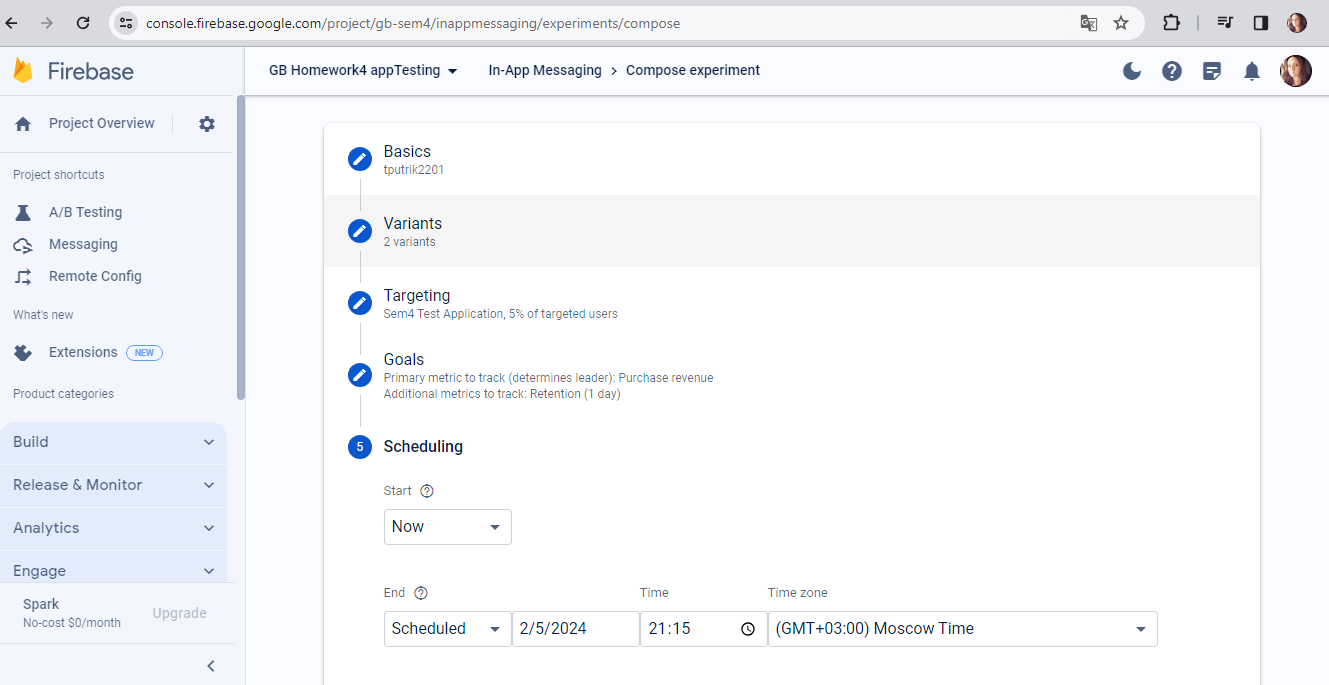 console.firebase.google.com/project/gb-sem4/inappmessaging/experiments/compose
Firebase
GB Homework4 appTesting
In-App Messaging > Compose experiment
Project Overview
Project shortcuts
A/B Testing
Messaging
Remote Config
What's new
Extensions NEW
Product categories
Build
Release & Monitor
Analytics
Engage
Spark
No-cost $0/month
Upgrade
Basics
tputrik2201
Variants
2 variants
Targeting
Sem4 Test Application, 5% of targeted users
Goals
Primary metric to track (determines leader): Purchase revenue
Additional metrics to track: Retention (1 day)
5 Scheduling
Start
Now
End Time Time zone
Scheduled 2/5/2024 21:15 (GMT+03:00) Moscow Time